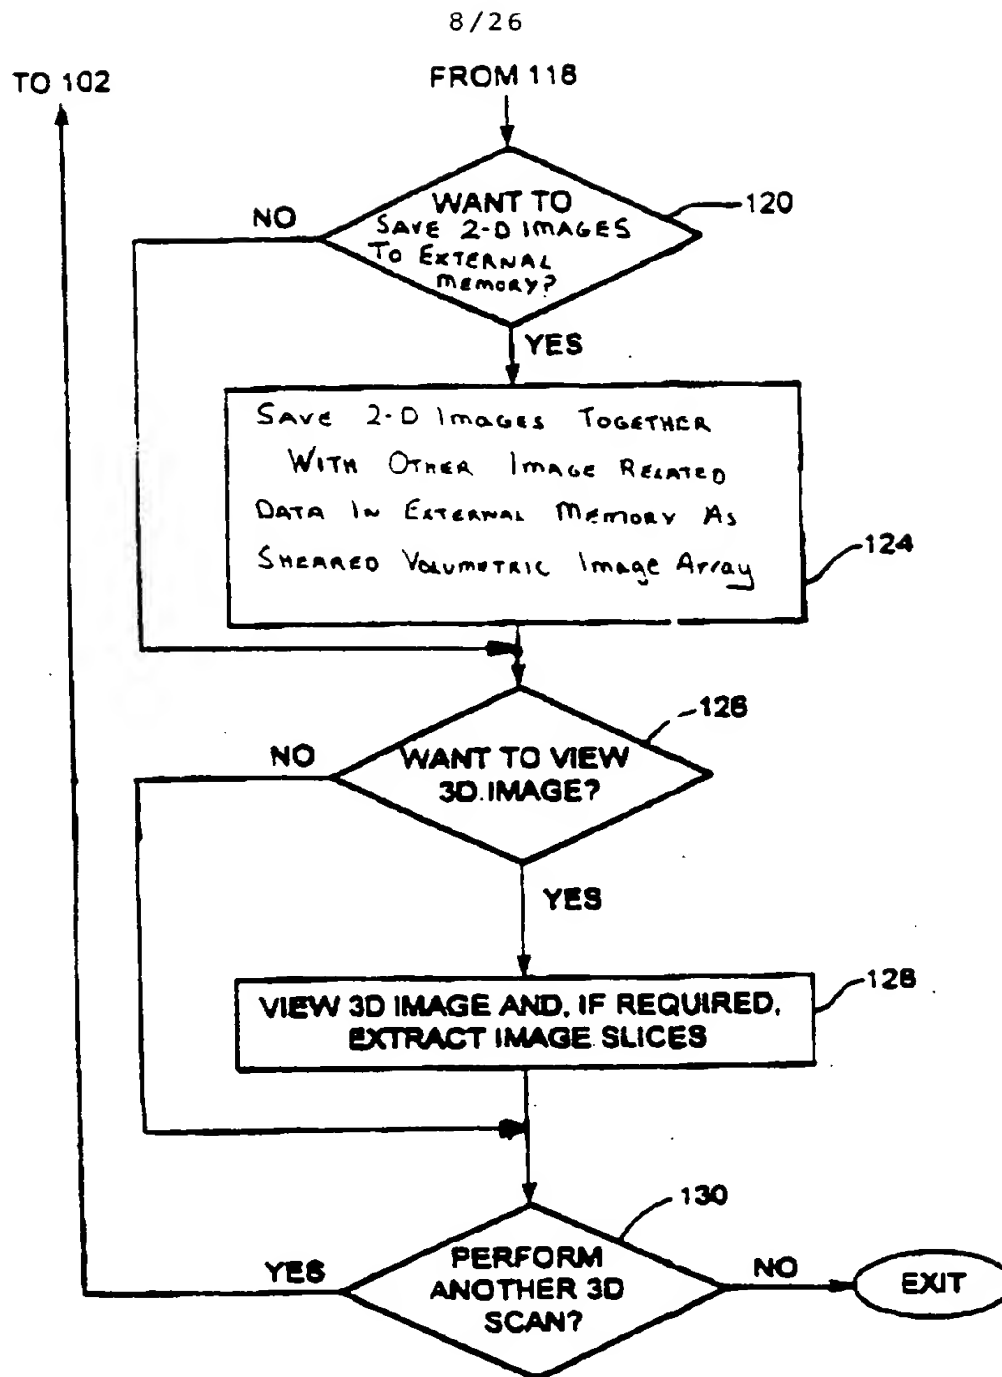 8/26
TO 102
FROM 118
NO
WANT TO
SAVE 2-D IMAGES
TO EXTERNAL
MEMORY?
120
YES
SAVE 2-D IMAGES TOGETHER
WITH OTHER IMAGE RELATED
DATA IN EXTERNAL MEMORY AS
SHEARED VOLUMETRIC Image Array
124
NO
WANT TO VIEW
3D IMAGE?
126
YES
VIEW 3D IMAGE AND, IF REQUIRED,
EXTRACT IMAGE SLICES
128
YES
PERFORM
ANOTHER 3D
SCAN?
130
NO
EXIT